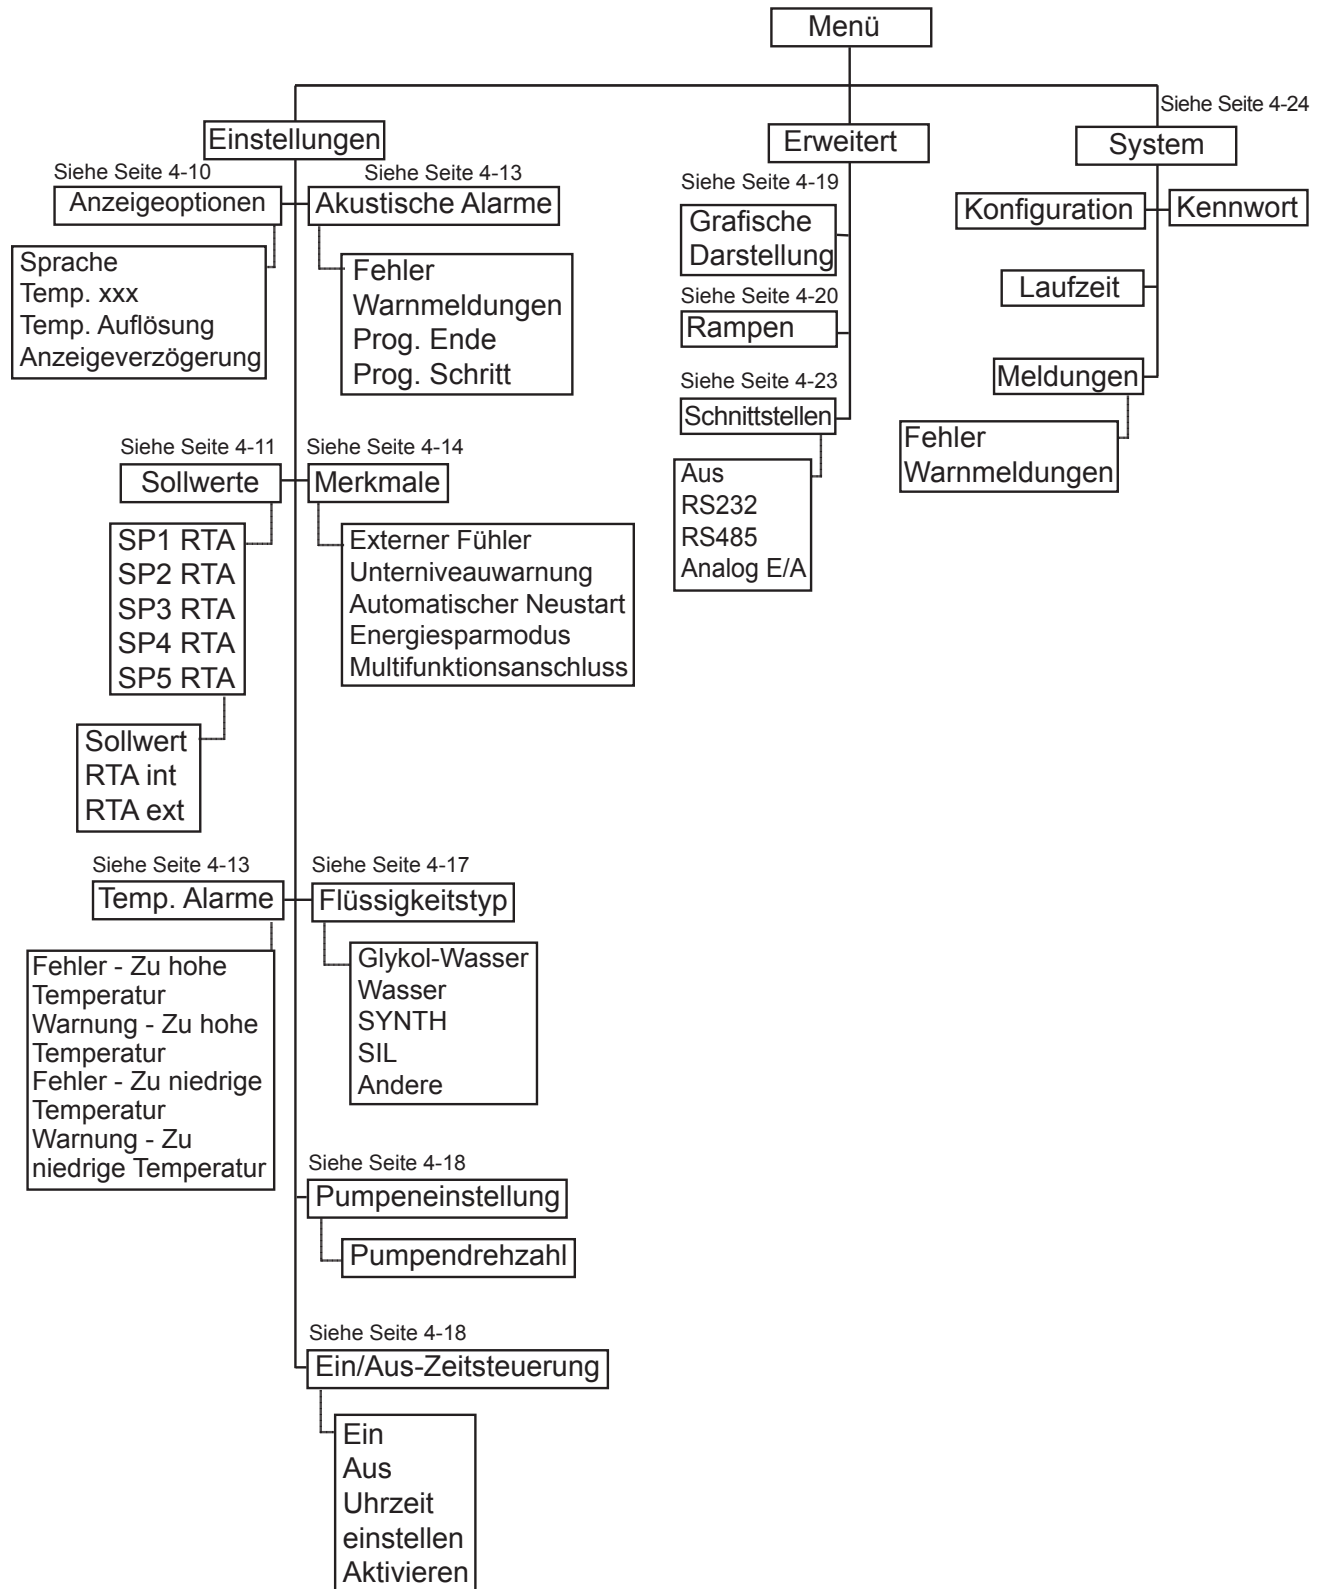 Menü
Einstellungen
Siehe Seite 4-10
Anzeigeoptionen
Sprache
Temp. xxx
Temp. Auflösung
Anzeigeverzögerung
Siehe Seite 4-13
Akustische Alarme
Fehler
Warnmeldungen
Prog. Ende
Prog. Schritt
Siehe Seite 4-11
Sollwerte
SP1 RTA
SP2 RTA
SP3 RTA
SP4 RTA
SP5 RTA
Sollwert
RTA int
RTA ext
Siehe Seite 4-14
Merkmale
Externer Fühler
Unterniveauwarnung
Automatischer Neustart
Energiesparmodus
Multifunktionsanschluss
Siehe Seite 4-13
Temp. Alarme
Fehler - Zu hohe
Temperatur
Warnung - Zu hohe
Temperatur
Fehler - Zu niedrige
Temperatur
Warnung - Zu
niedrige Temperatur
Siehe Seite 4-17
Flüssigkeitstyp
Glykol-Wasser
Wasser
SYNTH
SIL
Andere
Siehe Seite 4-18
Pumpeneinstellung
Pumpendrehzahl
Siehe Seite 4-18
Ein/Aus-Zeitsteuerung
Ein
Aus
Uhrzeit
einstellen
Aktivieren
Erweitert
Siehe Seite 4-19
Grafische
Darstellung
Siehe Seite 4-20
Rampen
Siehe Seite 4-23
Schnittstellen
Aus
RS232
RS485
Analog E/A
Siehe Seite 4-24
System
Konfiguration
Kennwort
Laufzeit
Meldungen
Fehler
Warnmeldungen